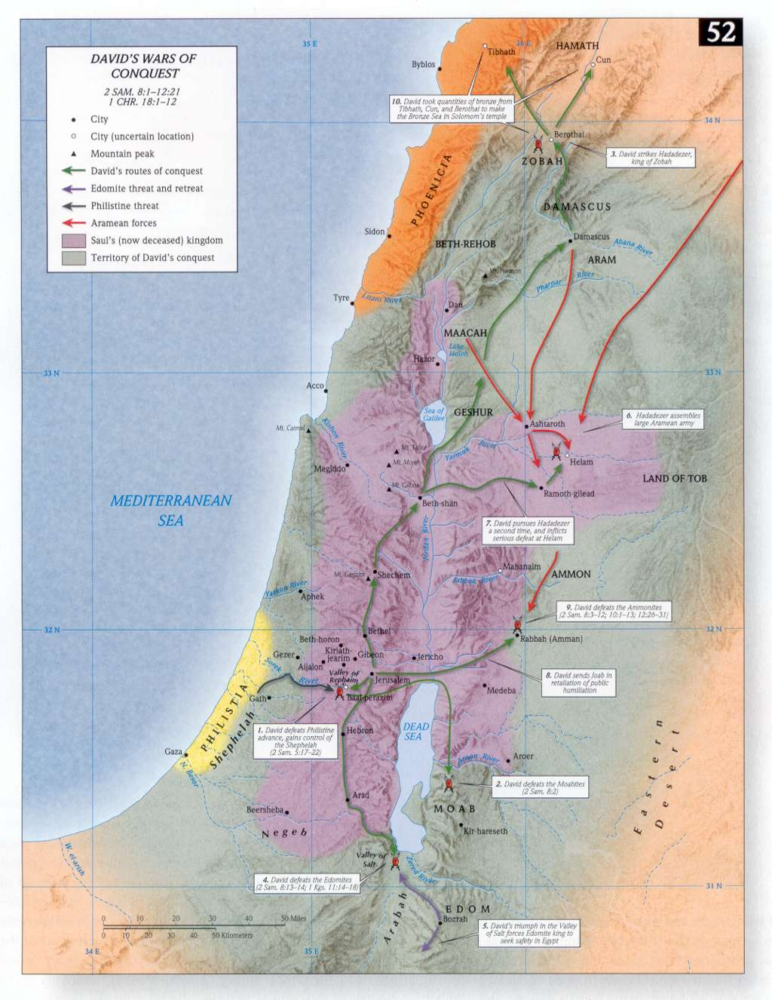 52
DAVID'S WARS OF
CONQUEST
2 SAM. 8:1–12:21
1 CHR. 18:1–12
City
City (uncertain location)
Mountain peak
David's routes of conquest
Edomite threat and retreat
Philistine threat
Aramean forces
Saul's (now deceased) kingdom
Territory of David's conquest
35 E
36 E
HAMATH
Tibhath
Cun
Byblos
10. David took quantities of bronze from
Tibhath, Cun, and Berothai to make
the Bronze Sea in Solomom's temple
34 N
Berothai
3. David strikes Hadadezer,
king of Zobah
ZOBAH
PHOENICIA
DAMASCUS
Sidon
Damascus
BETH-REHOB
Abana River
ARAM
Mt. Hermon
Pharpar River
Tyre
Litani River
Dan
MAACAH
Lake
Huleh
Hazor
33 N
33 N
Acco
Sea of
Galilee
GESHUR
6. Hadadezer assembles
large Aramean army
Ashtaroth
Mt. Carmel
Kishon River
Mt. Tabor
Yarmuk River
Mt. Moreh
Helam
Megiddo
LAND OF TOB
Mt. Gilboa
Ramoth-gilead
MEDITERRANEAN
SEA
Beth-shan
7. David pursues Hadadezer
a second time, and inflicts
serious defeat at Helam
Jordan River
Mahanaim
Shechem
Mt. Gerizim
AMMON
Jabbok River
Yarkon River
Aphek
9. David defeats the Ammonites
(2 Sam. 8:3–12; 10:1–13; 12:26–31)
32 N
32 N
Bethel
Beth-horon
Rabbah (Amman)
Kiriath-
jearim
Gibeon
Gezer
Jericho
Aijalon
Sorek River
Valley of
Rephaim
Jerusalem
8. David sends Joab in
retaliation of public
humiliation
Medeba
Baal-perazim
Gath
PHILISTIA
Shephelah
1. David defeats Philistine
advance, gains control of
the Shephelah
(2 Sam. 5:17–22)
Hebron
DEAD
SEA
Gaza
N. Besor
Arnon River
Aroer
Eastern
Desert
2. David defeats the Moabites
(2 Sam. 8:2)
Arad
MOAB
Beersheba
Negeb
Kir-hareseth
W. el-arish
Valley of
Salt
Zered River
4. David defeats the Edomites
(2 Sam. 8:13–14; 1 Kgs. 11:14–18)
31 N
Arabah
EDOM
Bozrah
5. David's triumph in the Valley
of Salt forces Edomite king to
seek safety in Egypt
0 10 20 30 50 Miles
0 10 20 30 40 50 Kilometers
34 E
35 E
36 E